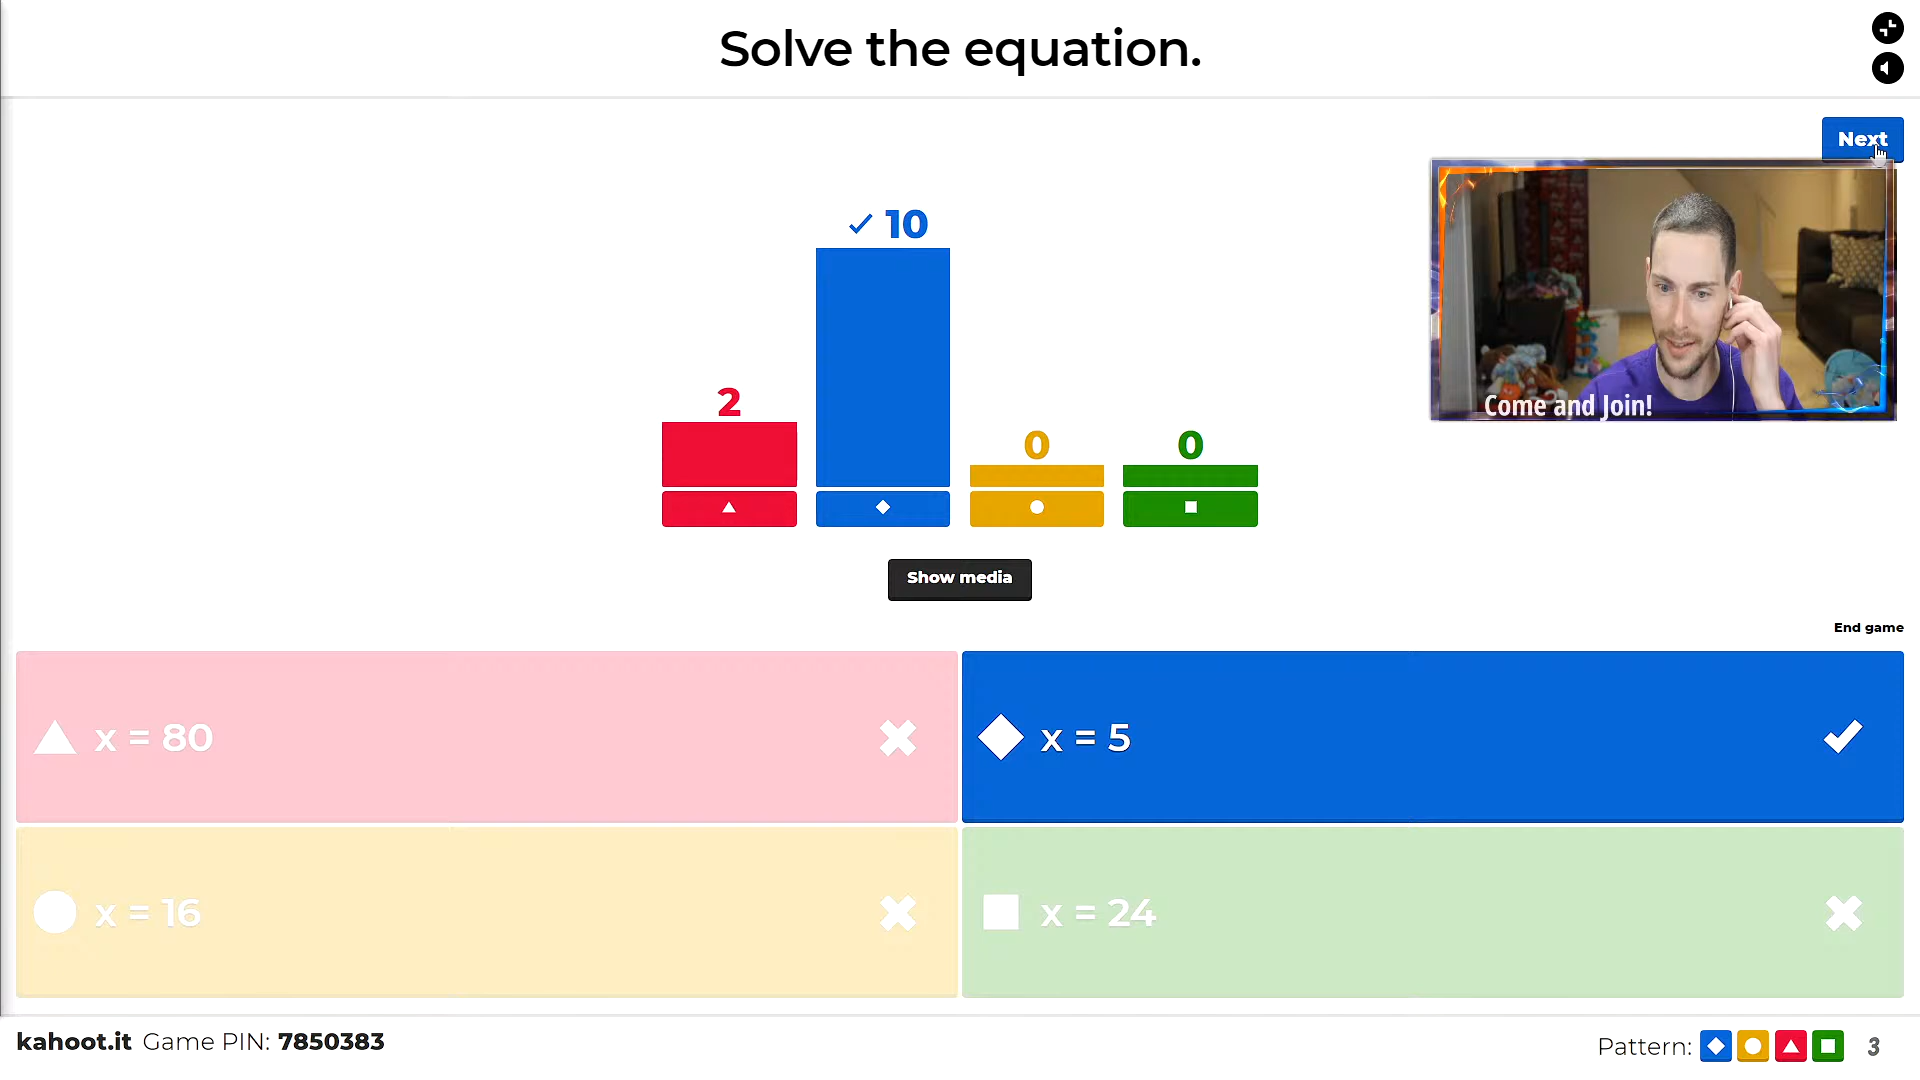 Solve the equation.
Next
10
2
0
0
Come and Join!
Show media
End game
x = 80
x = 5
x = 16
x = 24
kahoot.it Game PIN: 7850383
Pattern: 3